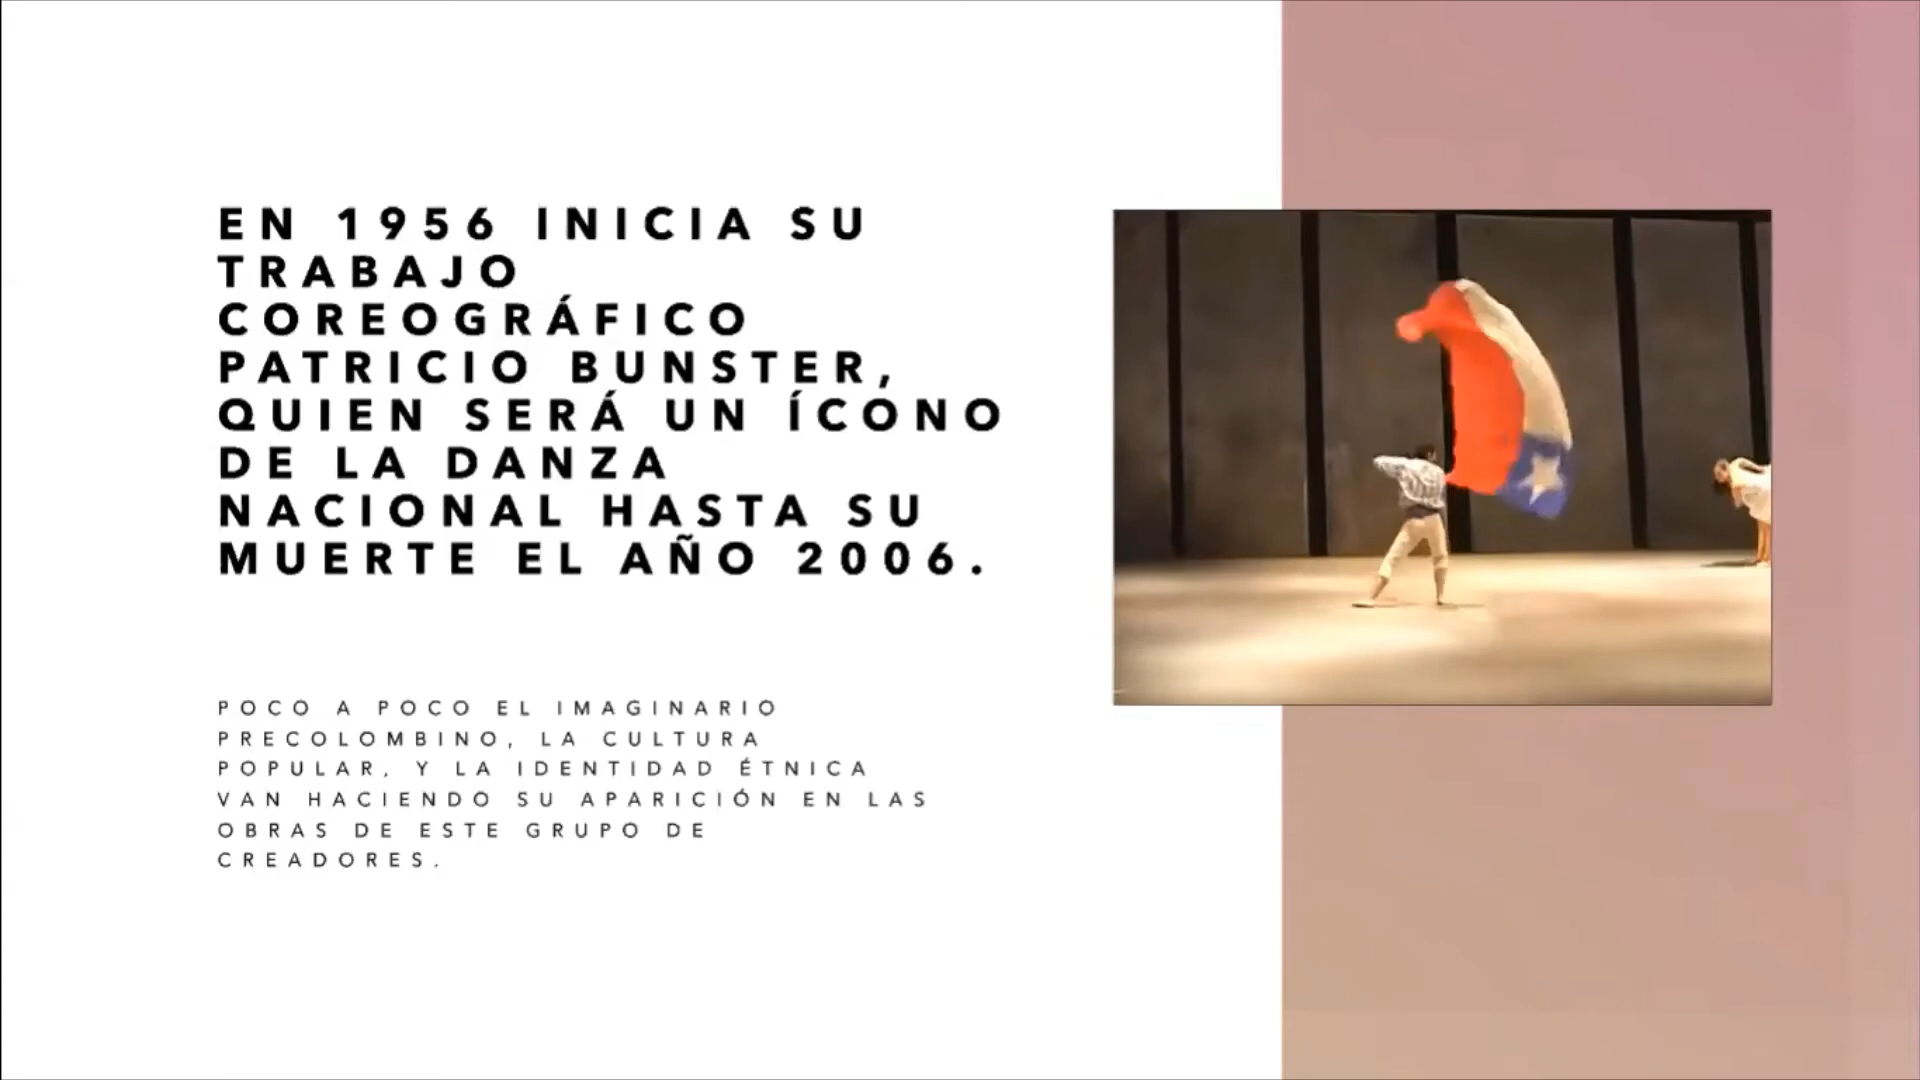 EN 1956 INICIA SU
TRABAJO
COREOGRÁFICO
PATRICIO BUNSTER,
QUIEN SERÁ UN ÍCONO
DE LA DANZA
NACIONAL HASTA SU
MUERTE EL AÑO 2006.
POCO A POCO EL IMAGINARIO
PRECOLOMBINO, LA CULTURA
POPULAR, Y LA IDENTIDAD ÉTNICA
VAN HACIENDO SU APARICIÓN EN LAS
OBRAS DE ESTE GRUPO DE
CREADORES.